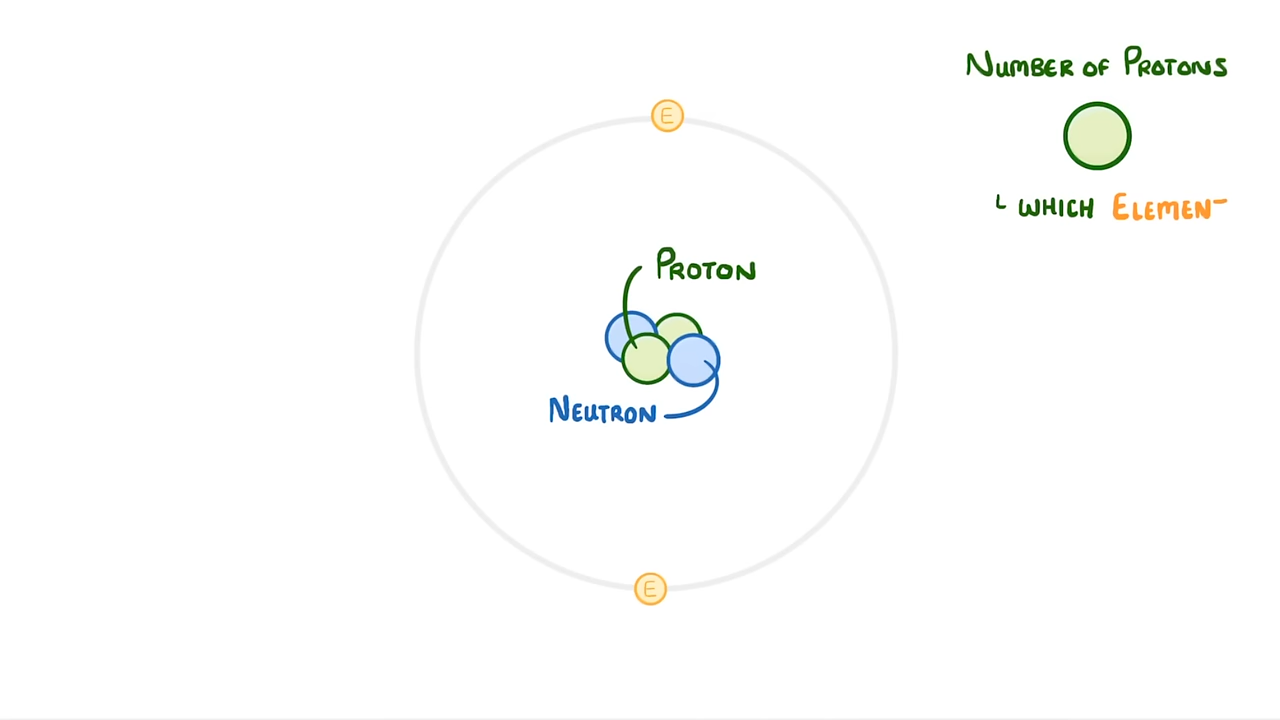 NUMBER OF PROTONS
E
└ WHICH ELEMEN
PROTON
NEUTRON
E